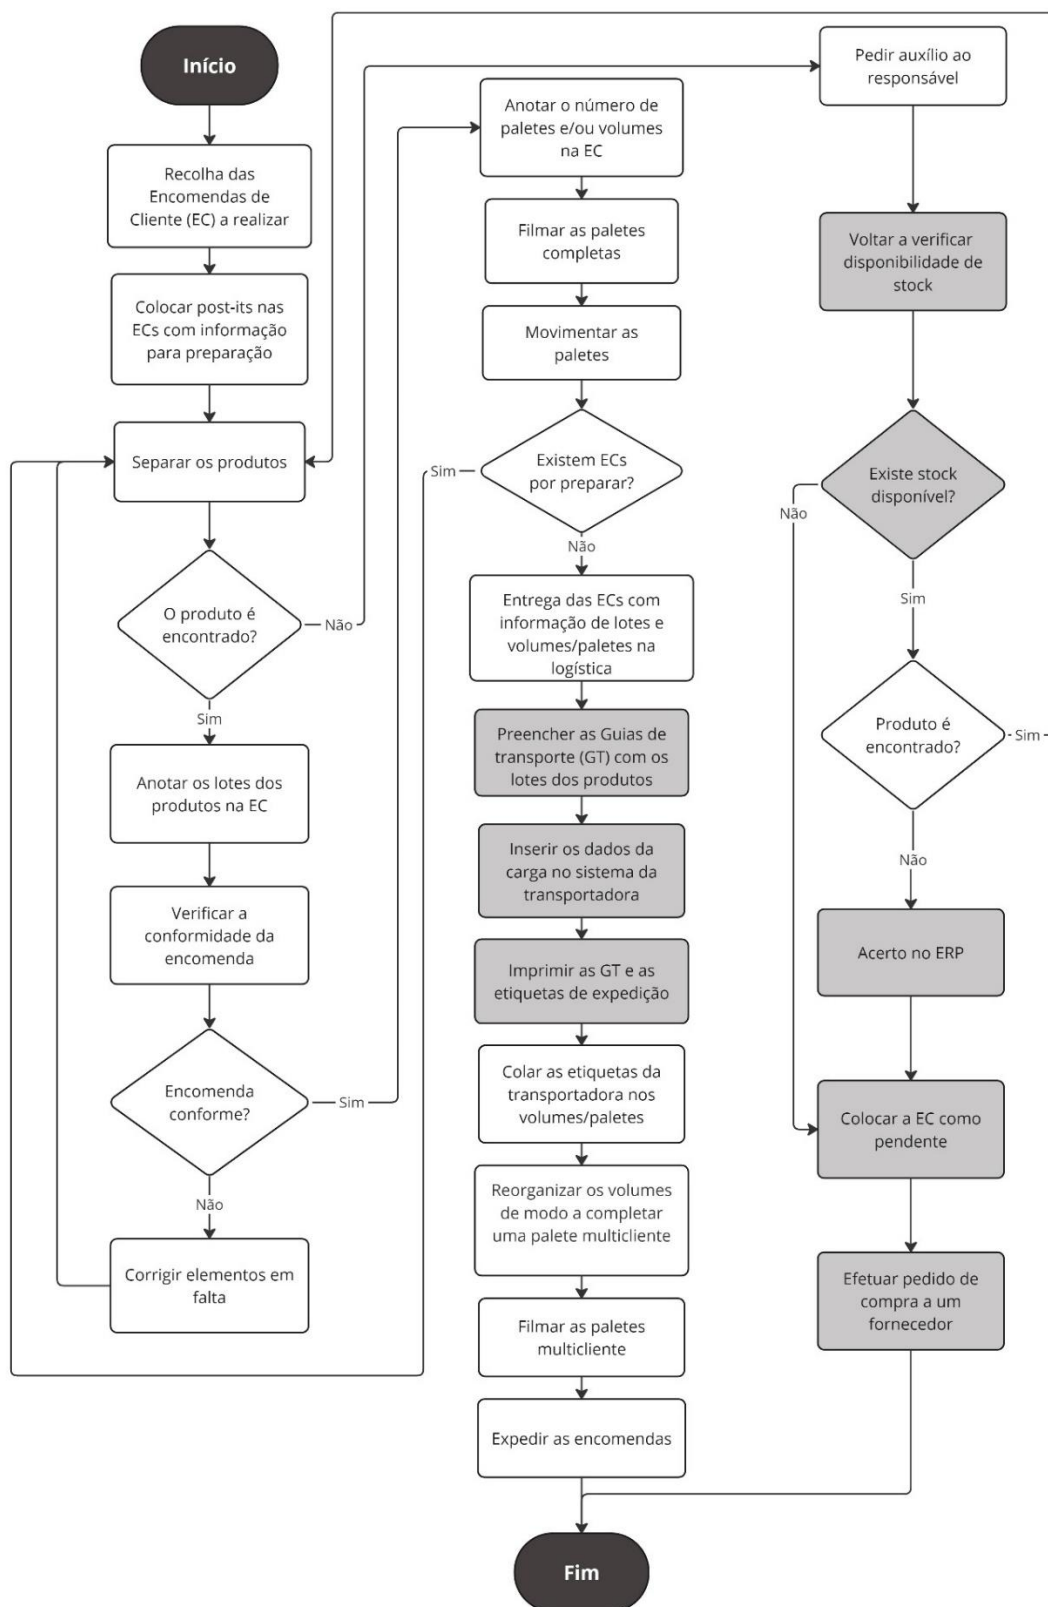 Início
Recolha das
Encomendas de
Cliente (EC) a realizar
Colocar post-its nas
ECs com informação
para preparação
Separar os produtos
O produto é
encontrado?
Não
Sim
Anotar os lotes dos
produtos na EC
Verificar a
conformidade da
encomenda
Encomenda
conforme?
Sim
Não
Corrigir elementos em
falta
Anotar o número de
paletes e/ou volumes
na EC
Filmar as paletes
completas
Movimentar as
paletes
Existem ECs
por preparar?
Sim
Não
Entrega das ECs com
informação de lotes e
volumes/paletes na
logística
Preencher as Guias de
transporte (GT) com os
lotes dos produtos
Inserir os dados da
carga no sistema da
transportadora
Imprimir as GT e as
etiquetas de expedição
Colar as etiquetas da
transportadora nos
volumes/paletes
Reorganizar os volumes
de modo a completar
uma palete multicliente
Filmar as paletes
multicliente
Expedir as encomendas
Pedir auxílio ao
responsável
Voltar a verificar
disponibilidade de
stock
Existe stock
disponível?
Não
Sim
Produto é
encontrado?
Sim
Não
Acerto no ERP
Colocar a EC como
pendente
Efetuar pedido de
compra a um
fornecedor
Fim